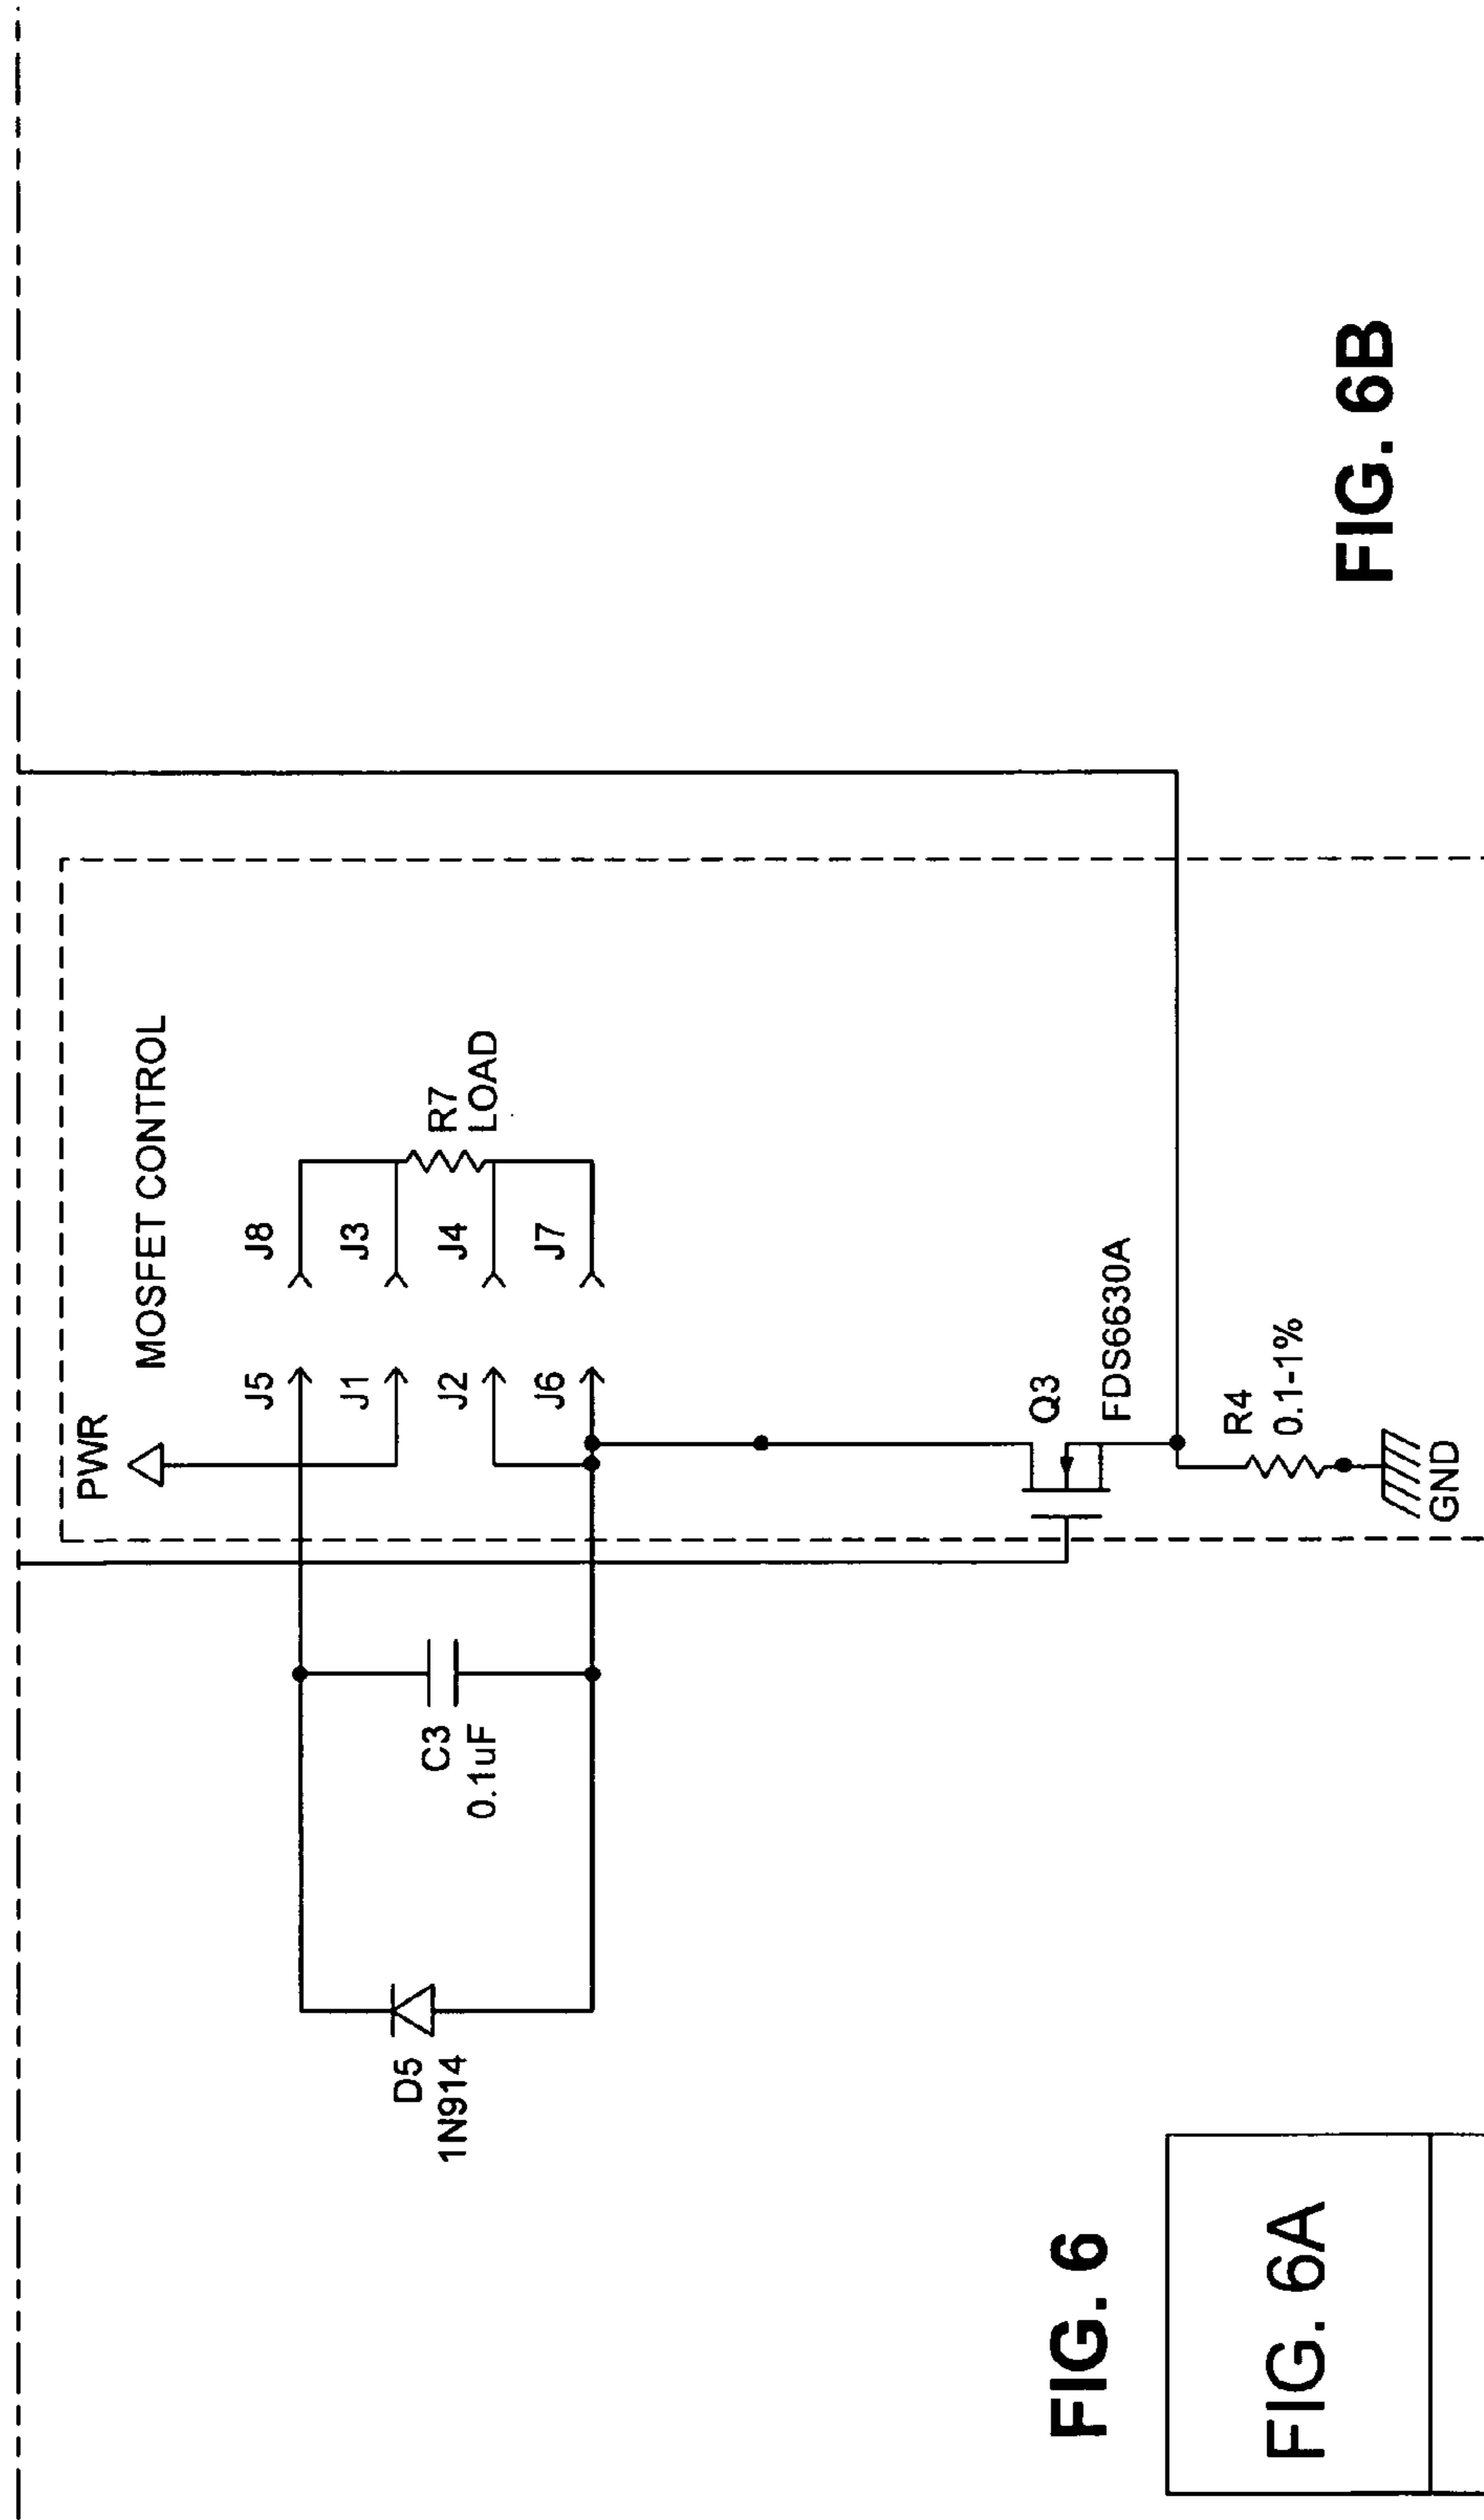 PWR
MOSFET CONTROL
J5
J8
J1
J3
J2
J4
J6
J7
R7
LOAD
C3
0.1uF
D5
1N914
Q3
FDS6630A
R4
0.1-1%
GND
FIG. 6
FIG. 6A
FIG. 6B